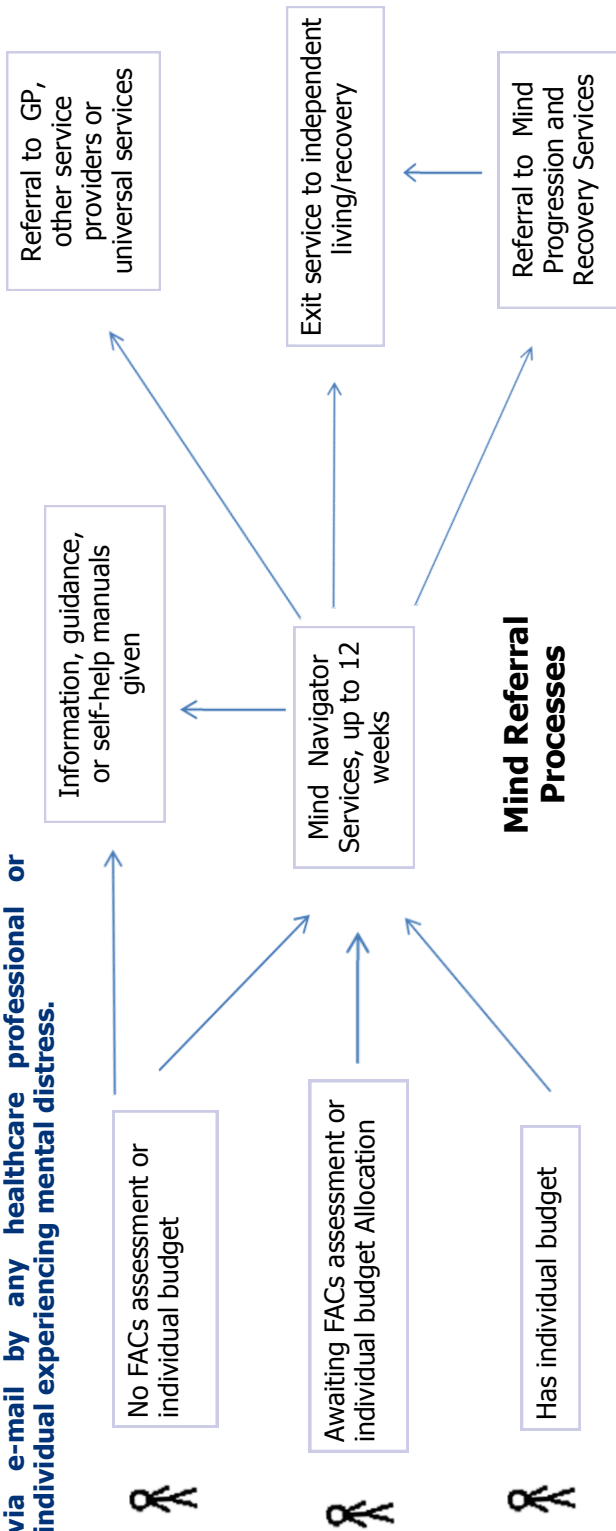 via e-mail by any healthcare professional or
individual experiencing mental distress.
No FACs assessment or
individual budget
Awaiting FACs assessment or
individual budget Allocation
Has individual budget
Information, guidance,
or self-help manuals
given
Mind Navigator
Services, up to 12
weeks
Mind Referral
Processes
Referral to GP,
other service
providers or
universal services
Exit service to independent
living/recovery
Referral to Mind
Progression and
Recovery Services